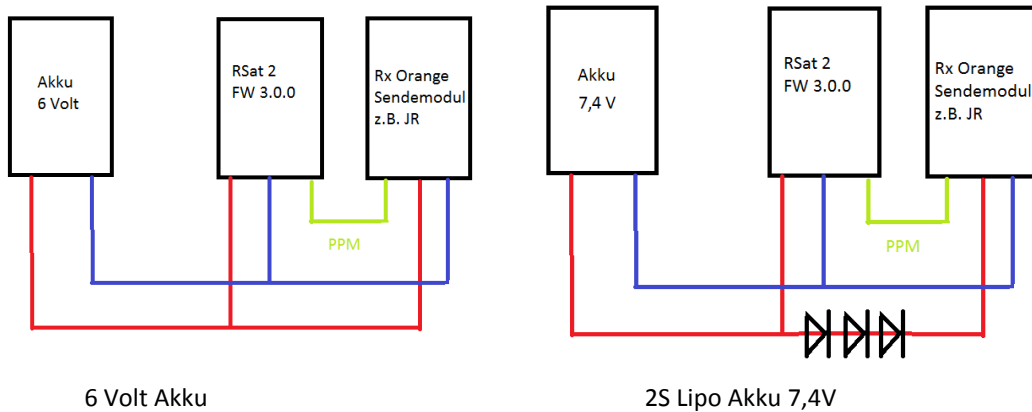 Akku
6 Volt
RSat 2
FW 3.0.0
Rx Orange
Sendemodul
z.B. JR
PPM
6 Volt Akku
Akku
7,4 V
RSat 2
FW 3.0.0
Rx Orange
Sendemodul
z.B. JR
PPM
2S Lipo Akku 7,4V